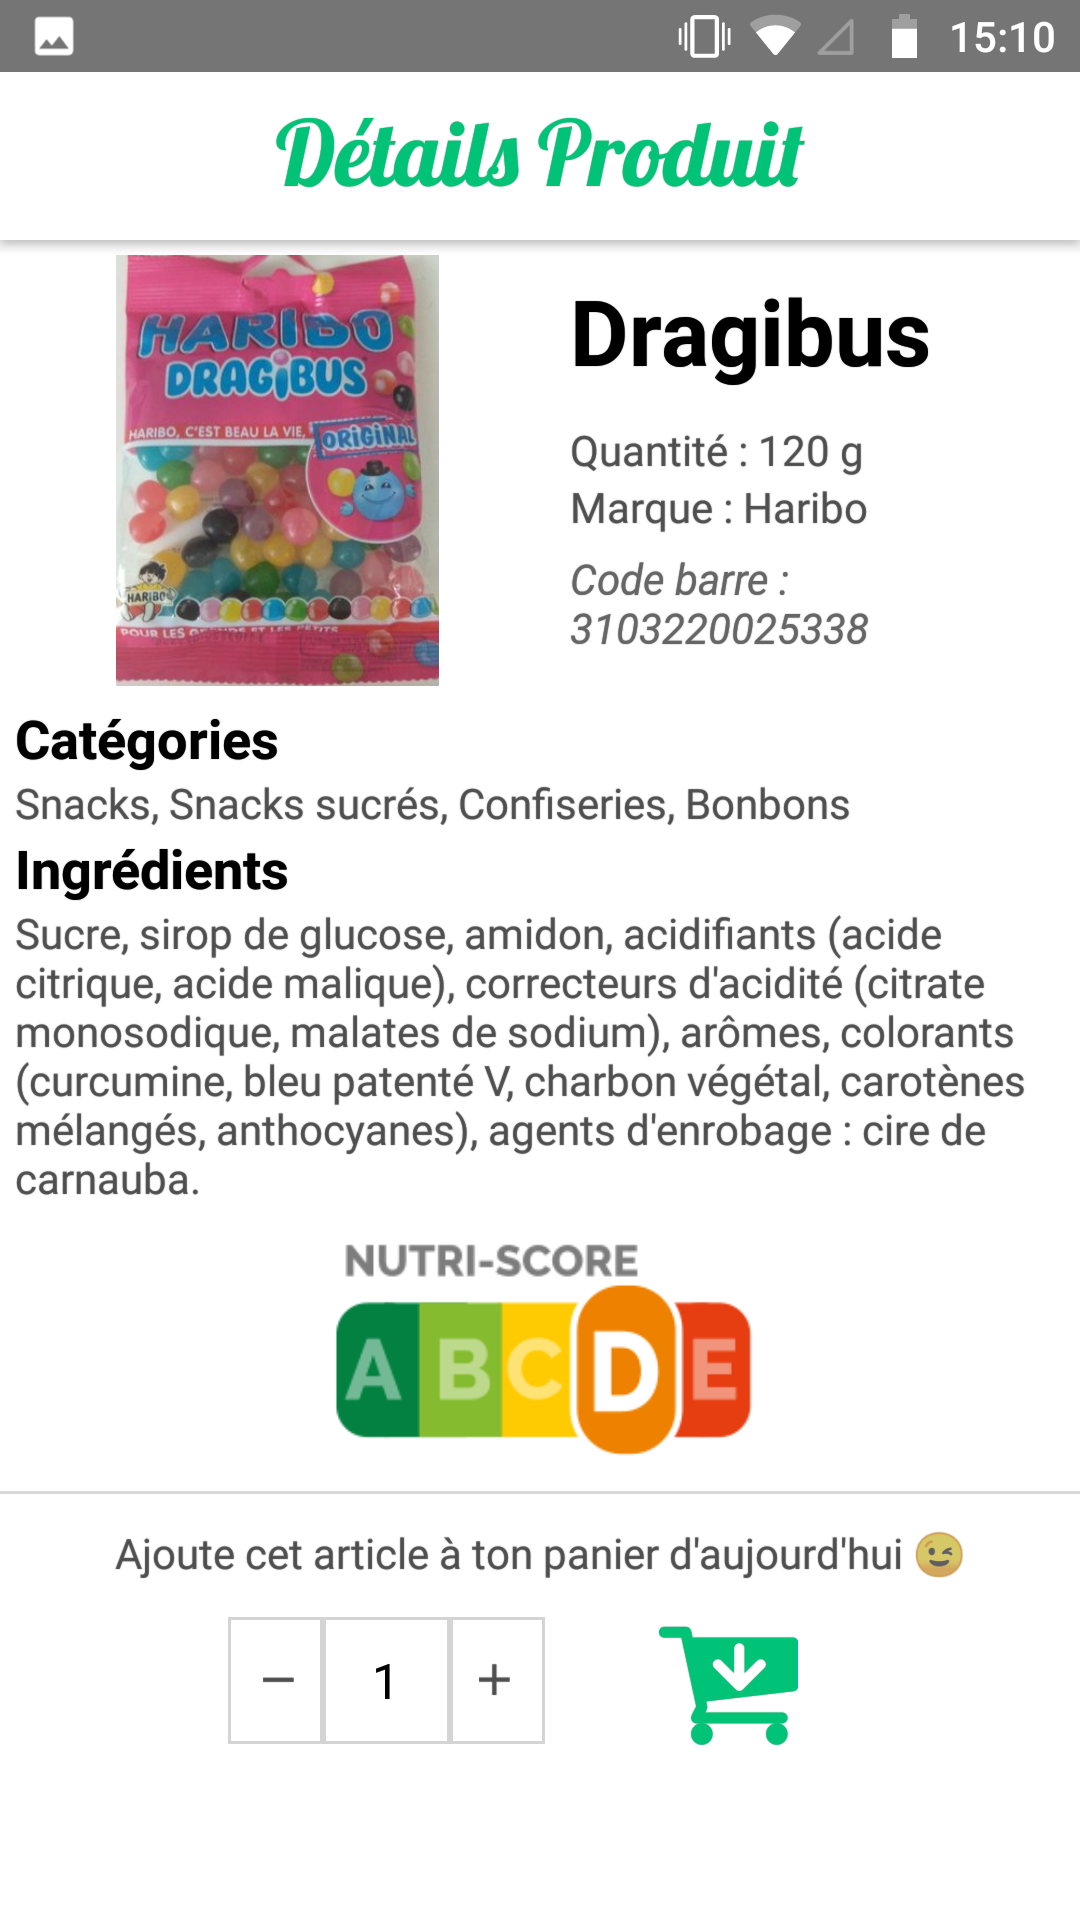 15:10
Détails Produit
HARIBO
DRAGIBUS
HARIBO, C'EST BEAU LA VIE,
ORIGINAL
HARIBO
Dragibus
Quantité : 120 g
Marque : Haribo
Code barre :
3103220025338
Catégories
Snacks, Snacks sucrés, Confiseries, Bonbons
Ingrédients
Sucre, sirop de glucose, amidon, acidifiants (acide
citrique, acide malique), correcteurs d'acidité (citrate
monosodique, malates de sodium), arômes, colorants
(curcumine, bleu patenté V, charbon végétal, carotènes
mélangés, anthocyanes), agents d'enrobage : cire de
carnauba.
NUTRI-SCORE
A B C D E
Ajoute cet article à ton panier d'aujourd'hui 😉
− 1 +